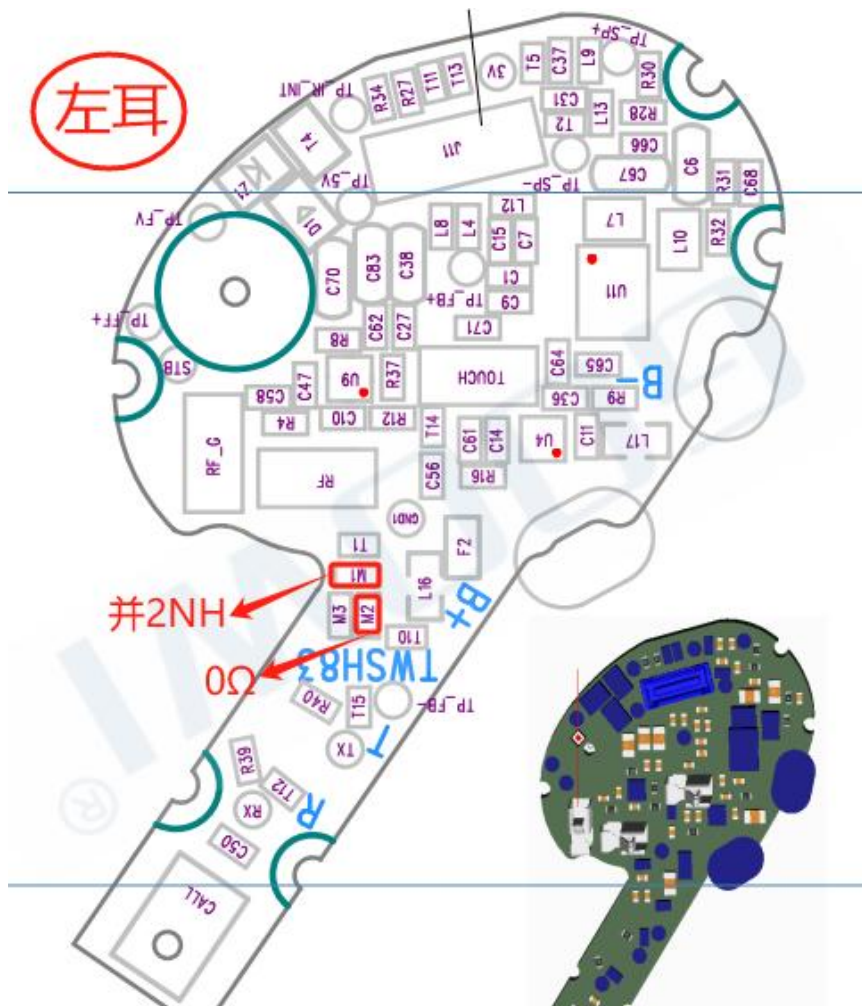 左耳
TP_SP+
T5
C37
L9
R30
3V
T13
T11
R27
R34
TP_IR_INT
C31
L13
R28
T2
T4
J11
C66
C6
C67
TP_SP-
R31
C68
Z1
TP_5V
TP_FV
D1
L12
L7
L8
L4
C15
C7
L10
R32
C70
C83
C38
C1
U11
TP_FB+
C9
TP_FF+
R8
C62
C27
C71
STB
C47
U9
R37
TOUCH
C64
C65
B-
C58
C36
R9
R4
C10
R12
T14
C61
C14
U4
C11
L17
RF_G
RF
C56
R16
GND1
T1
F2
M1
L16
并2NH
M3
M2
B+
T10
0Ω
TWSH83
R40
T15
TP_FB-
T
TX
R39
T12
R
RX
C50
CALL
®